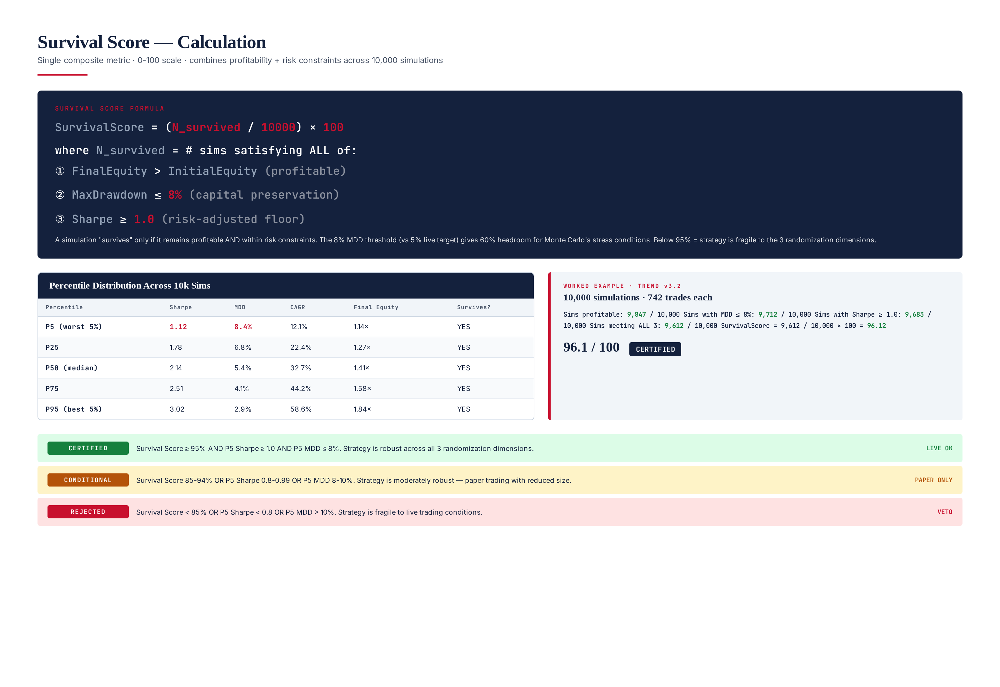 Survival Score — Calculation
Single composite metric · 0-100 scale · combines profitability + risk constraints across 10,000 simulations
SURVIVAL SCORE FORMULA
SurvivalScore = (N_survived / 10000) × 100
where N_survived = # sims satisfying ALL of:
① FinalEquity > InitialEquity (profitable)
② MaxDrawdown ≤ 8% (capital preservation)
③ Sharpe ≥ 1.0 (risk-adjusted floor)
A simulation "survives" only if it remains profitable AND within risk constraints. The 8% MDD threshold (vs 5% live target) gives 60% headroom for Monte Carlo's stress conditions. Below 95% = strategy is fragile to the 3 randomization dimensions.
Percentile Distribution Across 10k Sims
Percentile Sharpe MDD CAGR Final Equity Survives?
P5 (worst 5%) 1.12 8.4% 12.1% 1.14× YES
P25 1.78 6.8% 22.4% 1.27× YES
P50 (median) 2.14 5.4% 32.7% 1.41× YES
P75 2.51 4.1% 44.2% 1.58× YES
P95 (best 5%) 3.02 2.9% 58.6% 1.84× YES
WORKED EXAMPLE · TREND v3.2
10,000 simulations · 742 trades each
Sims profitable: 9,847 / 10,000 Sims with MDD ≤ 8%: 9,712 / 10,000 Sims with Sharpe ≥ 1.0: 9,683 /
10,000 Sims meeting ALL 3: 9,612 / 10,000 SurvivalScore = 9,612 / 10,000 × 100 = 96.12
96.1 / 100 CERTIFIED
CERTIFIED Survival Score ≥ 95% AND P5 Sharpe ≥ 1.0 AND P5 MDD ≤ 8%. Strategy is robust across all 3 randomization dimensions. LIVE OK
CONDITIONAL Survival Score 85-94% OR P5 Sharpe 0.8-0.99 OR P5 MDD 8-10%. Strategy is moderately robust — paper trading with reduced size. PAPER ONLY
REJECTED Survival Score < 85% OR P5 Sharpe < 0.8 OR P5 MDD > 10%. Strategy is fragile to live trading conditions. VETO